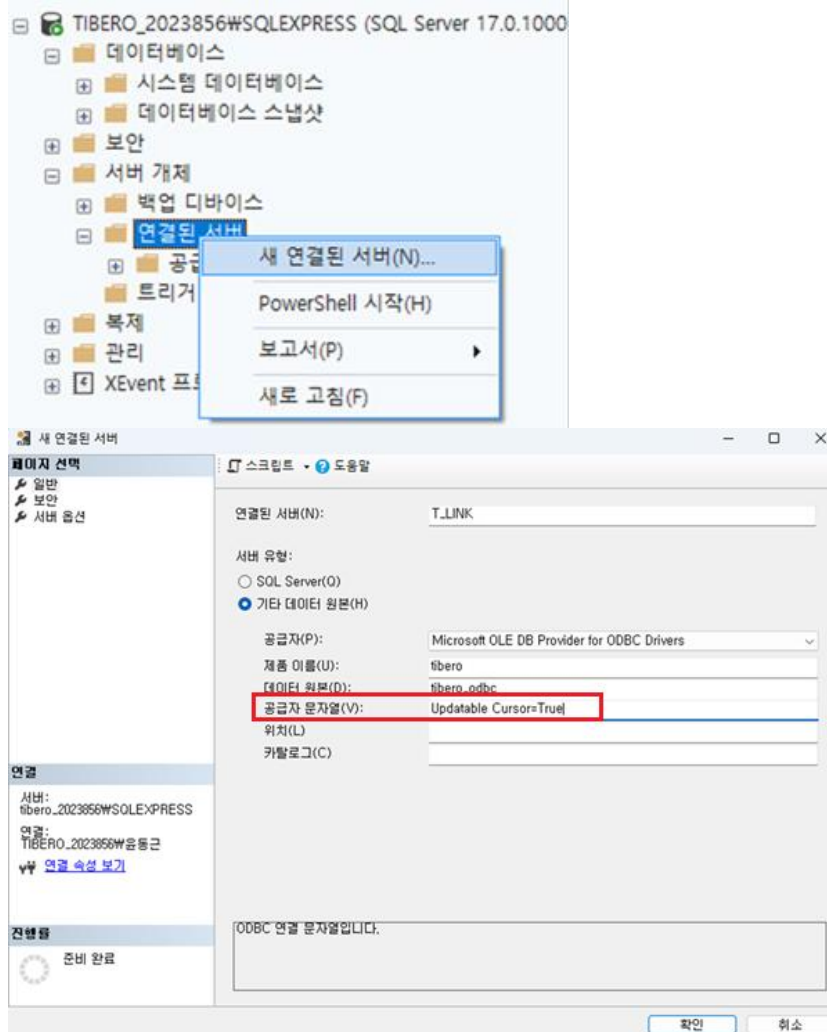 TIBERO_2023856₩SQLEXPRESS (SQL Server 17.0.1000
데이터베이스
시스템 데이터베이스
데이터베이스 스냅샷
보안
서버 개체
백업 디바이스
연결된 서버
새 연결된 서버(N)...
트리거
PowerShell 시작(H)
복제
관리
보고서(P)
XEvent
새로 고침(F)
새 연결된 서버
페이지 선택
일반
보안
서버 옵션
스크립트 도움말
연결된 서버(N): T_LINK
서버 유형:
SQL Server(Q)
기타 데이터 원본(H)
공급자(P): Microsoft OLE DB Provider for ODBC Drivers
제품 이름(U): tibero
데이터 원본(D): tibero_odbc
공급자 문자열(V): Updatable Cursor=True
위치(L)
카탈로그(C)
연결
서버:
tibero_2023856₩SQLEXPRESS
연결:
TIBERO_2023856₩윤동근
연결 속성 보기
진행률
준비 완료
ODBC 연결 문자열입니다.
확인 취소